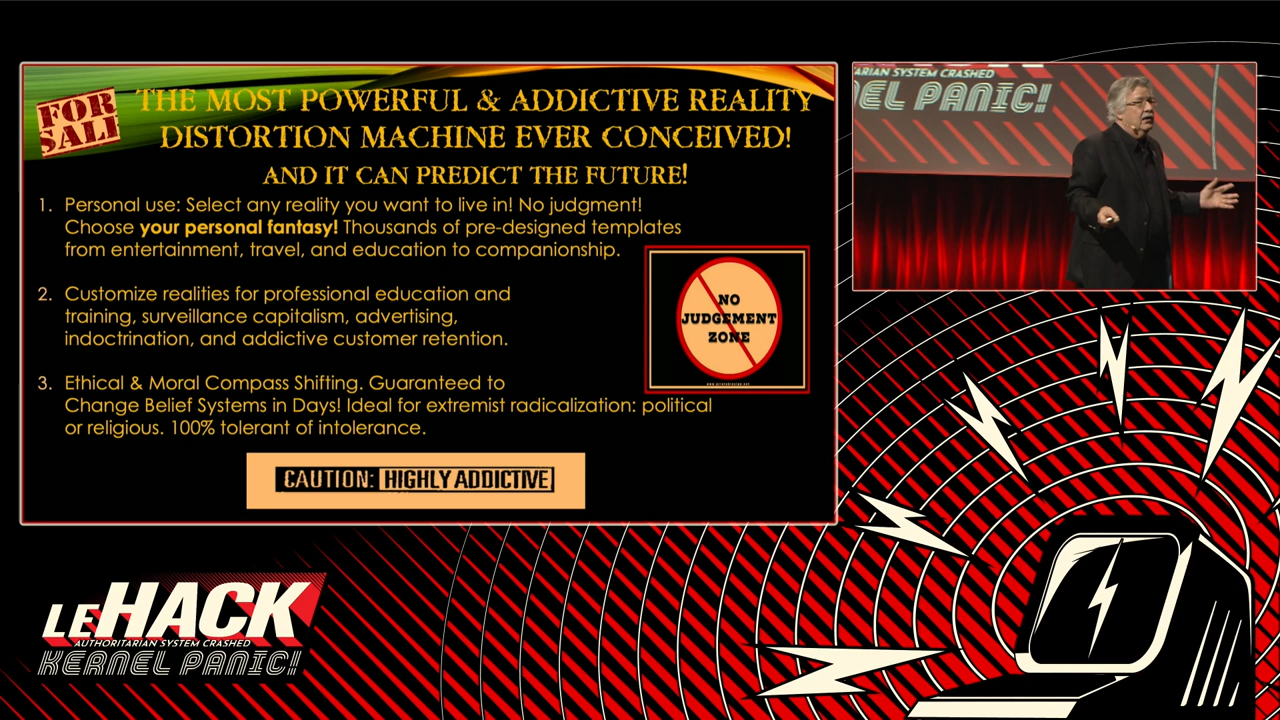 FOR
SALE
THE MOST POWERFUL & ADDICTIVE REALITY
DISTORTION MACHINE EVER CONCEIVED!
AND IT CAN PREDICT THE FUTURE!
1. Personal use: Select any reality you want to live in! No judgment!
Choose your personal fantasy! Thousands of pre-designed templates
from entertainment, travel, and education to companionship.
2. Customize realities for professional education and
training, surveillance capitalism, advertising,
indoctrination, and addictive customer retention.
3. Ethical & Moral Compass Shifting. Guaranteed to
Change Belief Systems in Days! Ideal for extremist radicalization: political
or religious. 100% tolerant of intolerance.
NO
JUDGEMENT
ZONE
CAUTION: HIGHLY ADDICTIVE
ARIAN SYSTEM CRASHED
EL PANIC!
LEHACK
AUTHORITARIAN SYSTEM CRASHED
KERNEL PANIC!